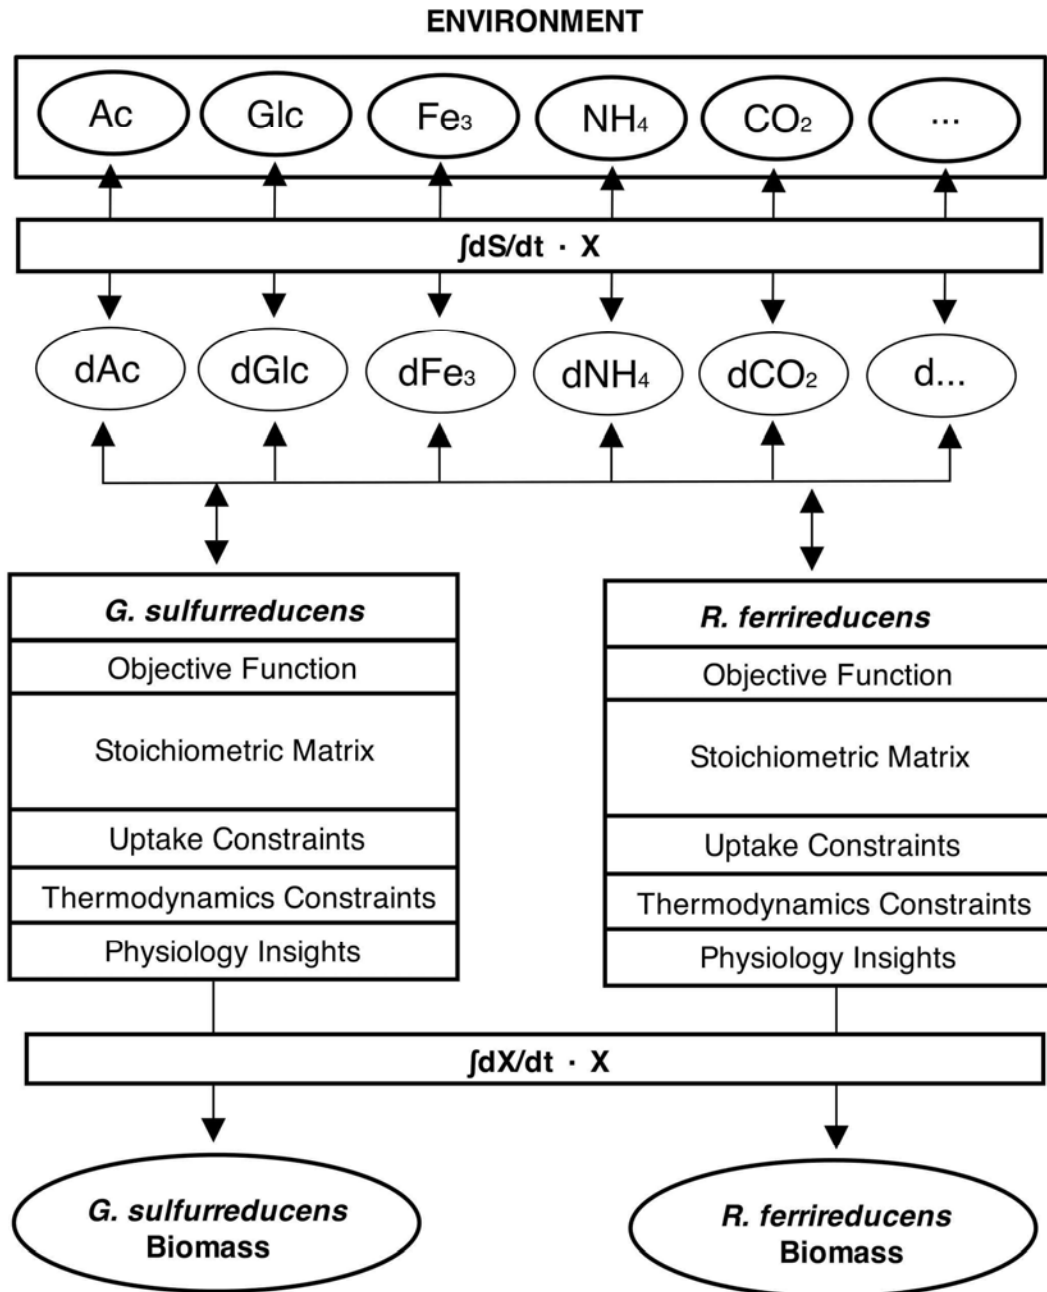 ENVIRONMENT
Ac Glc Fe₃ NH₄ CO₂ ...
∫dS/dt · X
dAc dGlc dFe₃ dNH₄ dCO₂ d...
G. sulfurreducens
Objective Function
Stoichiometric Matrix
Uptake Constraints
Thermodynamics Constraints
Physiology Insights
R. ferrireducens
Objective Function
Stoichiometric Matrix
Uptake Constraints
Thermodynamics Constraints
Physiology Insights
∫dX/dt · X
G. sulfurreducens
Biomass
R. ferrireducens
Biomass